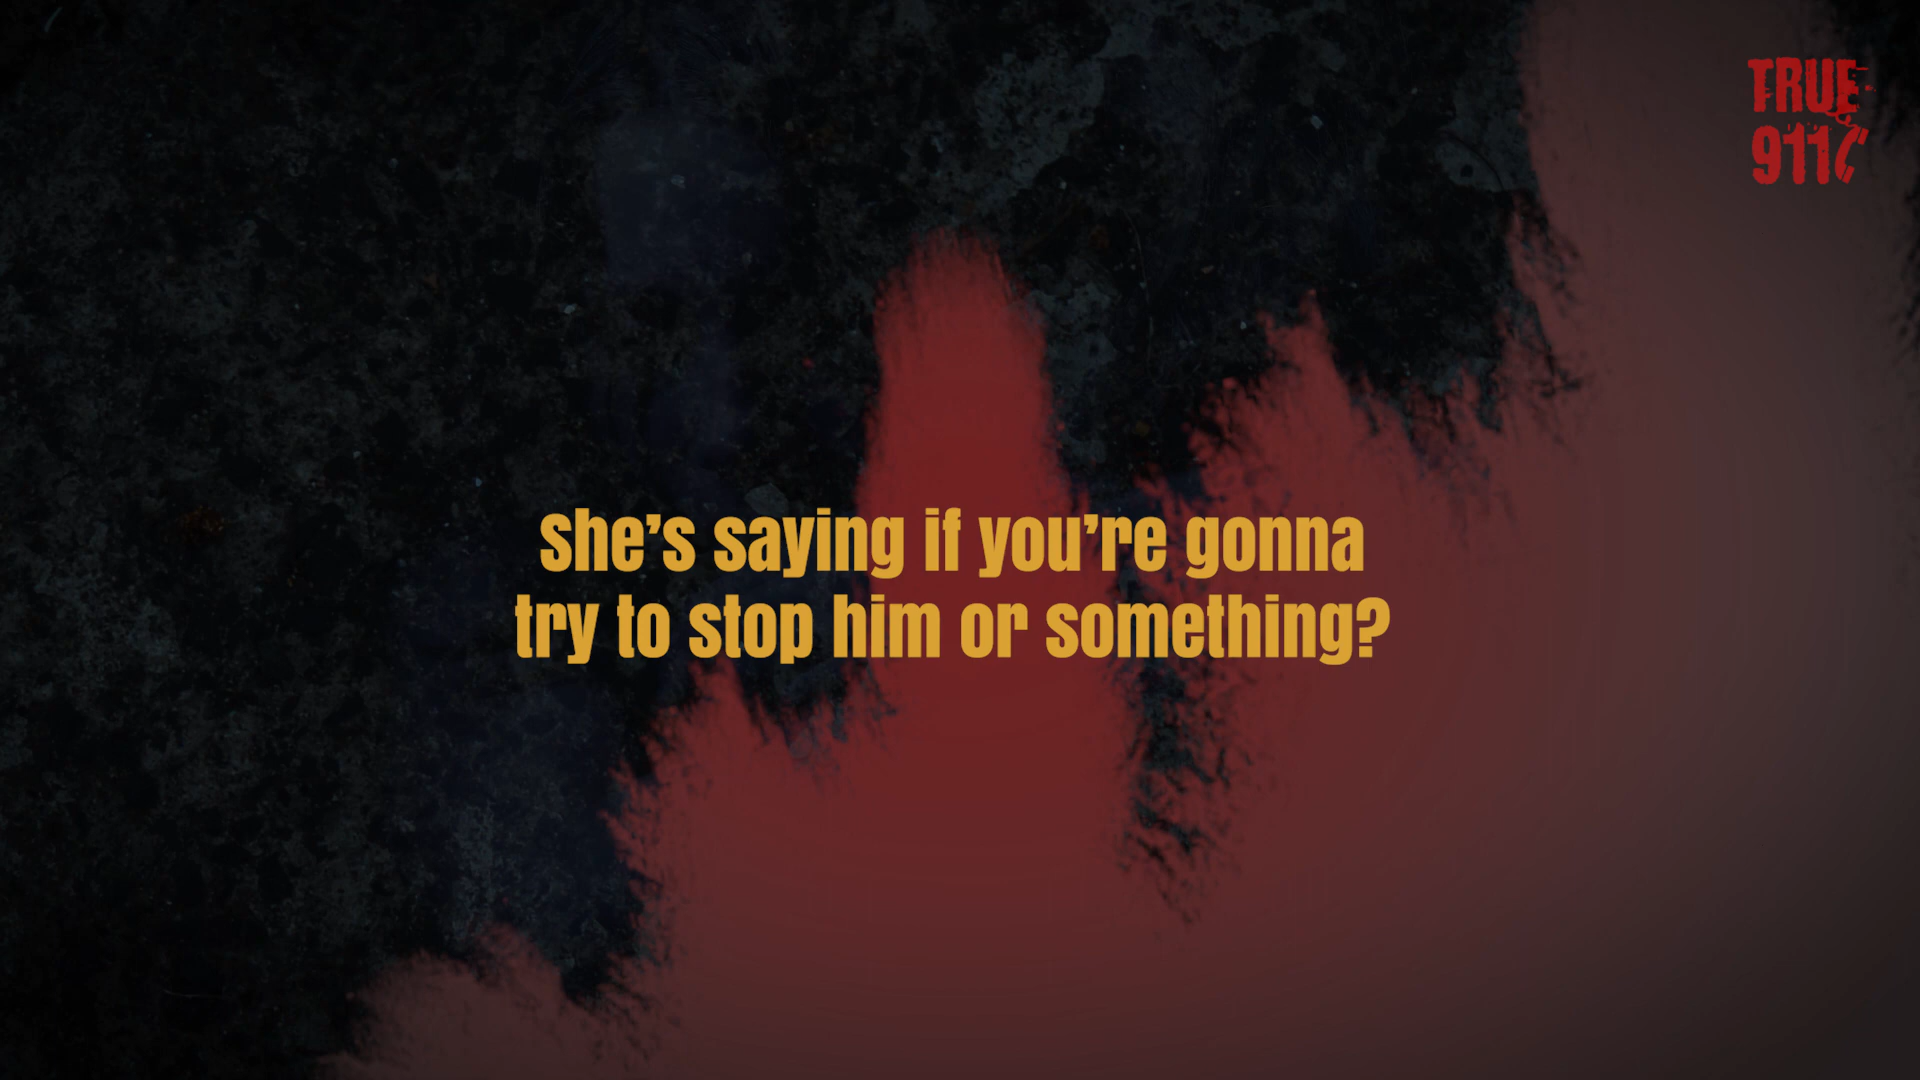 TRUE
911
She's saying if you're gonna
try to stop him or something?